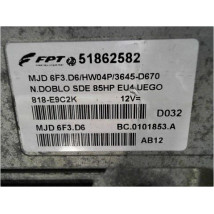 FPT 51862582
MJD 6F3.D6/HW04P/3645-D670
N.DOBLO SDE 85HP EU4 UEGO
818-E9C2K 12V=
D032
MJD 6F3.D6 BC.0101853.A
AB12